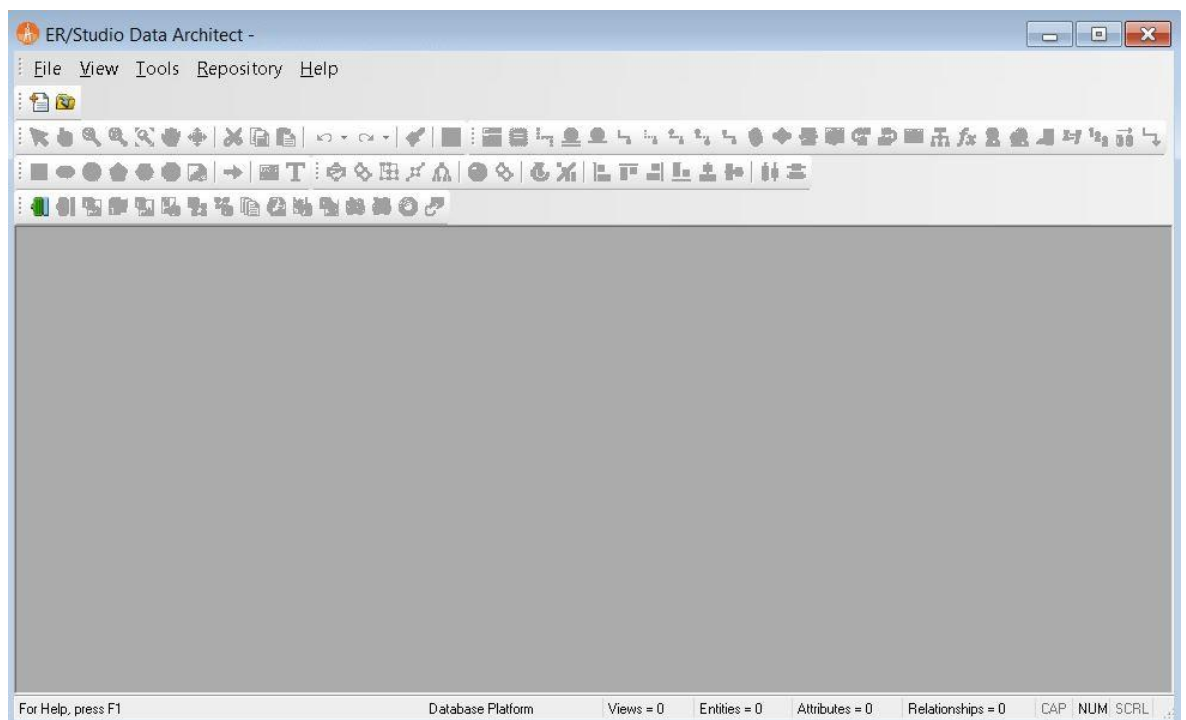 ER/Studio Data Architect -
File View Tools Repository Help
T fx
For Help, press F1 Database Platform Views = 0 Entities = 0 Attributes = 0 Relationships = 0 CAP NUM SCRL